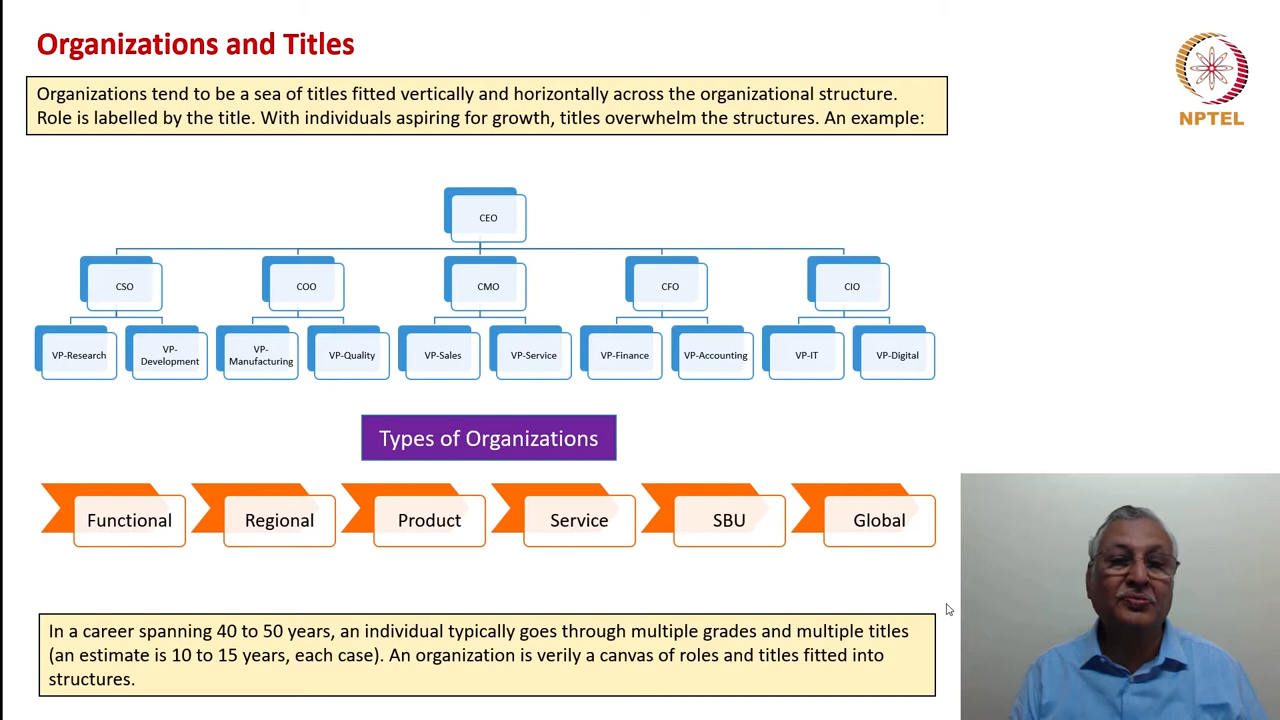 Organizations and Titles
NPTEL
Organizations tend to be a sea of titles fitted vertically and horizontally across the organizational structure.
Role is labelled by the title. With individuals aspiring for growth, titles overwhelm the structures. An example:
CEO
CSO
COO
CMO
CFO
CIO
VP-Research
VP-
Development
VP-
Manufacturing
VP-Quality
VP-Sales
VP-Service
VP-Finance
VP-Accounting
VP-IT
VP-Digital
Types of Organizations
Functional
Regional
Product
Service
SBU
Global
In a career spanning 40 to 50 years, an individual typically goes through multiple grades and multiple titles
(an estimate is 10 to 15 years, each case). An organization is verily a canvas of roles and titles fitted into
structures.